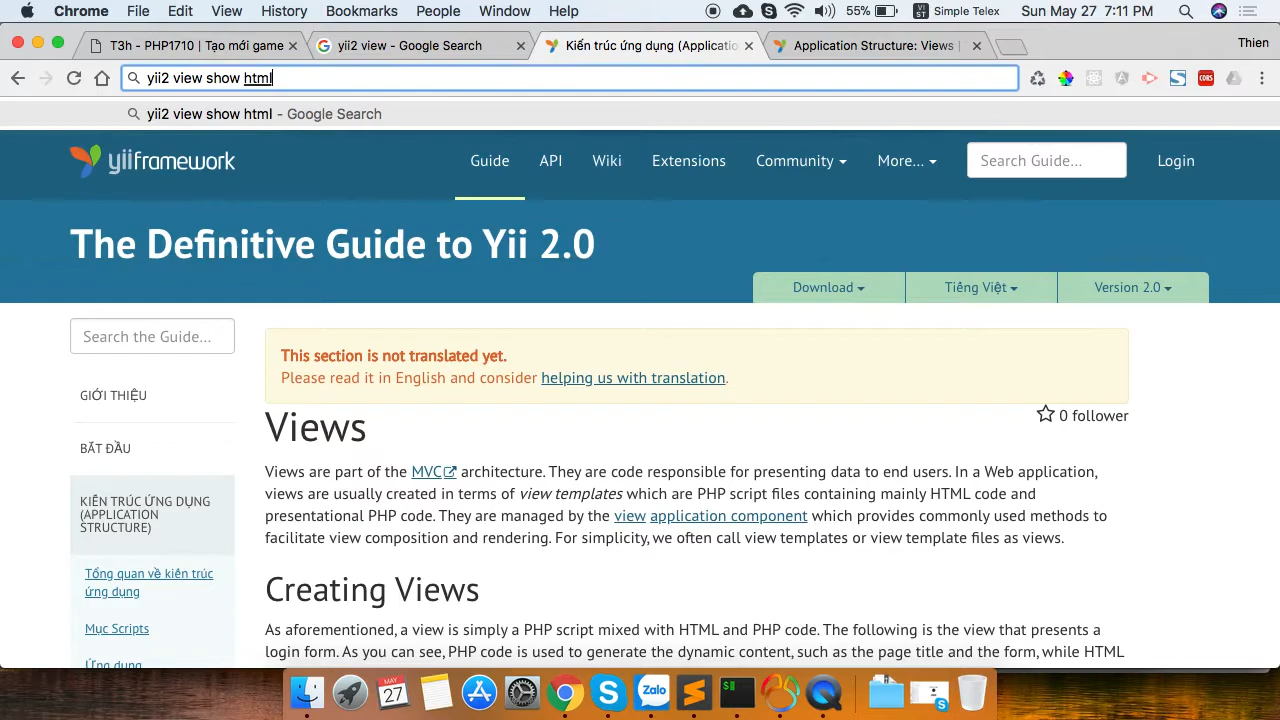 Chrome File Edit View History Bookmarks People Window Help 55% VI ST Simple Telex Sun May 27 7:11 PM
T3h - PHP1710 | Tạo mới game
yii2 view - Google Search
Kiến trúc ứng dụng (Applicatio
Application Structure: Views |
Thien
yii2 view show html
CORS
yii2 view show html - Google Search
yiiframework
Guide API Wiki Extensions Community More... Search Guide... Login
The Definitive Guide to Yii 2.0
Download Tiếng Việt Version 2.0
Search the Guide...
GIỚI THIỆU
BẮT ĐẦU
KIẾN TRÚC ỨNG DỤNG
(APPLICATION
STRUCTURE)
Tổng quan về kiến trúc
ứng dụng
Mục Scripts
Ứng dụng
This section is not translated yet.
Please read it in English and consider helping us with translation.
0 follower
Views
Views are part of the MVC architecture. They are code responsible for presenting data to end users. In a Web application,
views are usually created in terms of view templates which are PHP script files containing mainly HTML code and
presentational PHP code. They are managed by the view application component which provides commonly used methods to
facilitate view composition and rendering. For simplicity, we often call view templates or view template files as views.
Creating Views
As aforementioned, a view is simply a PHP script mixed with HTML and PHP code. The following is the view that presents a
login form. As you can see, PHP code is used to generate the dynamic content, such as the page title and the form, while HTML
MAY
27
Zalo